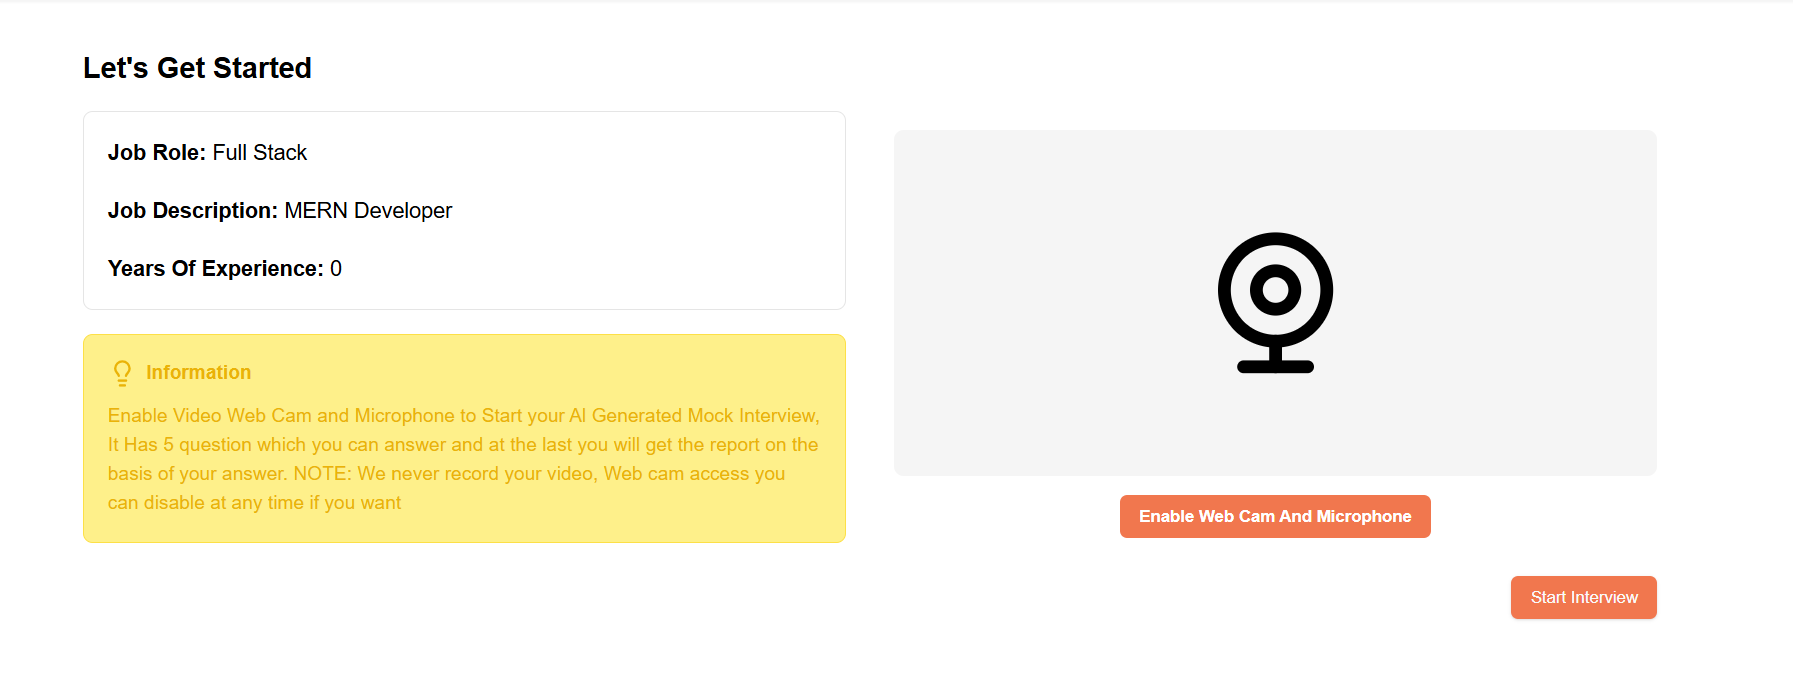 Let's Get Started
Job Role: Full Stack
Job Description: MERN Developer
Years Of Experience: 0
Information
Enable Video Web Cam and Microphone to Start your AI Generated Mock Interview,
It Has 5 question which you can answer and at the last you will get the report on the
basis of your answer. NOTE: We never record your video, Web cam access you
can disable at any time if you want
Enable Web Cam And Microphone
Start Interview